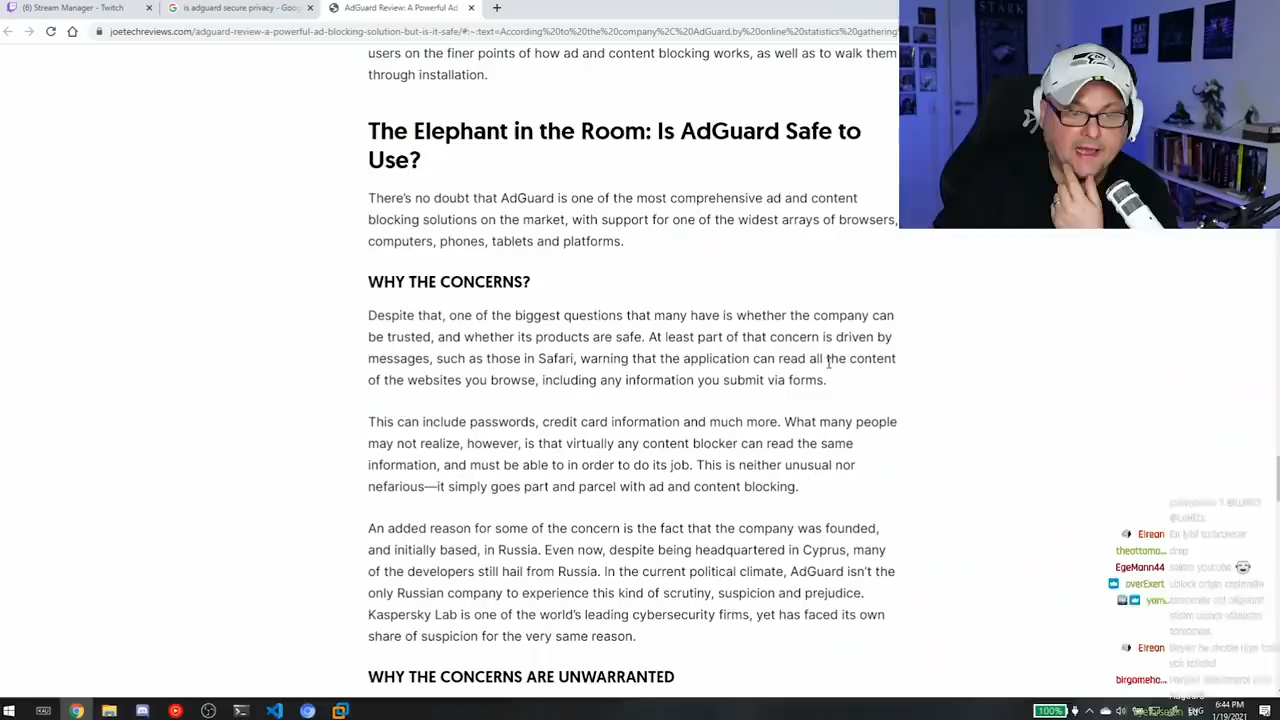 (6) Stream Manager - Twitch
is adguard secure privacy - Goog
AdGuard Review: A Powerful Ad
joetechreviews.com/adguard-review-a-powerful-ad-blocking-solution-but-is-it-safe/#:~:text=According%20to%20the%20company%2C%20AdGuard,by%20online%20statistics%20gathering
STARK
users on the finer points of how ad and content blocking works, as well as to walk them
through installation.
The Elephant in the Room: Is AdGuard Safe to
Use?
There's no doubt that AdGuard is one of the most comprehensive ad and content
blocking solutions on the market, with support for one of the widest arrays of browsers,
computers, phones, tablets and platforms.
WHY THE CONCERNS?
Despite that, one of the biggest questions that many have is whether the company can
be trusted, and whether its products are safe. At least part of that concern is driven by
messages, such as those in Safari, warning that the application can read all the content
of the websites you browse, including any information you submit via forms.
This can include passwords, credit card information and much more. What many people
may not realize, however, is that virtually any content blocker can read the same
information, and must be able to in order to do its job. This is neither unusual nor
nefarious—it simply goes part and parcel with ad and content blocking.
An added reason for some of the concern is the fact that the company was founded,
and initially based, in Russia. Even now, despite being headquartered in Cyprus, many
of the developers still hail from Russia. In the current political climate, AdGuard isn't the
only Russian company to experience this kind of scrutiny, suspicion and prejudice.
Kaspersky Lab is one of the world's leading cybersecurity firms, yet has faced its own
share of suspicion for the very same reason.
WHY THE CONCERNS ARE UNWARRANTED
Elrean
theottoma...
EgeMann44 selam youtube
overExert ublock origin
yam...
Elrean
birgameho...
100% ENG
6:44 PM
1/19/2021